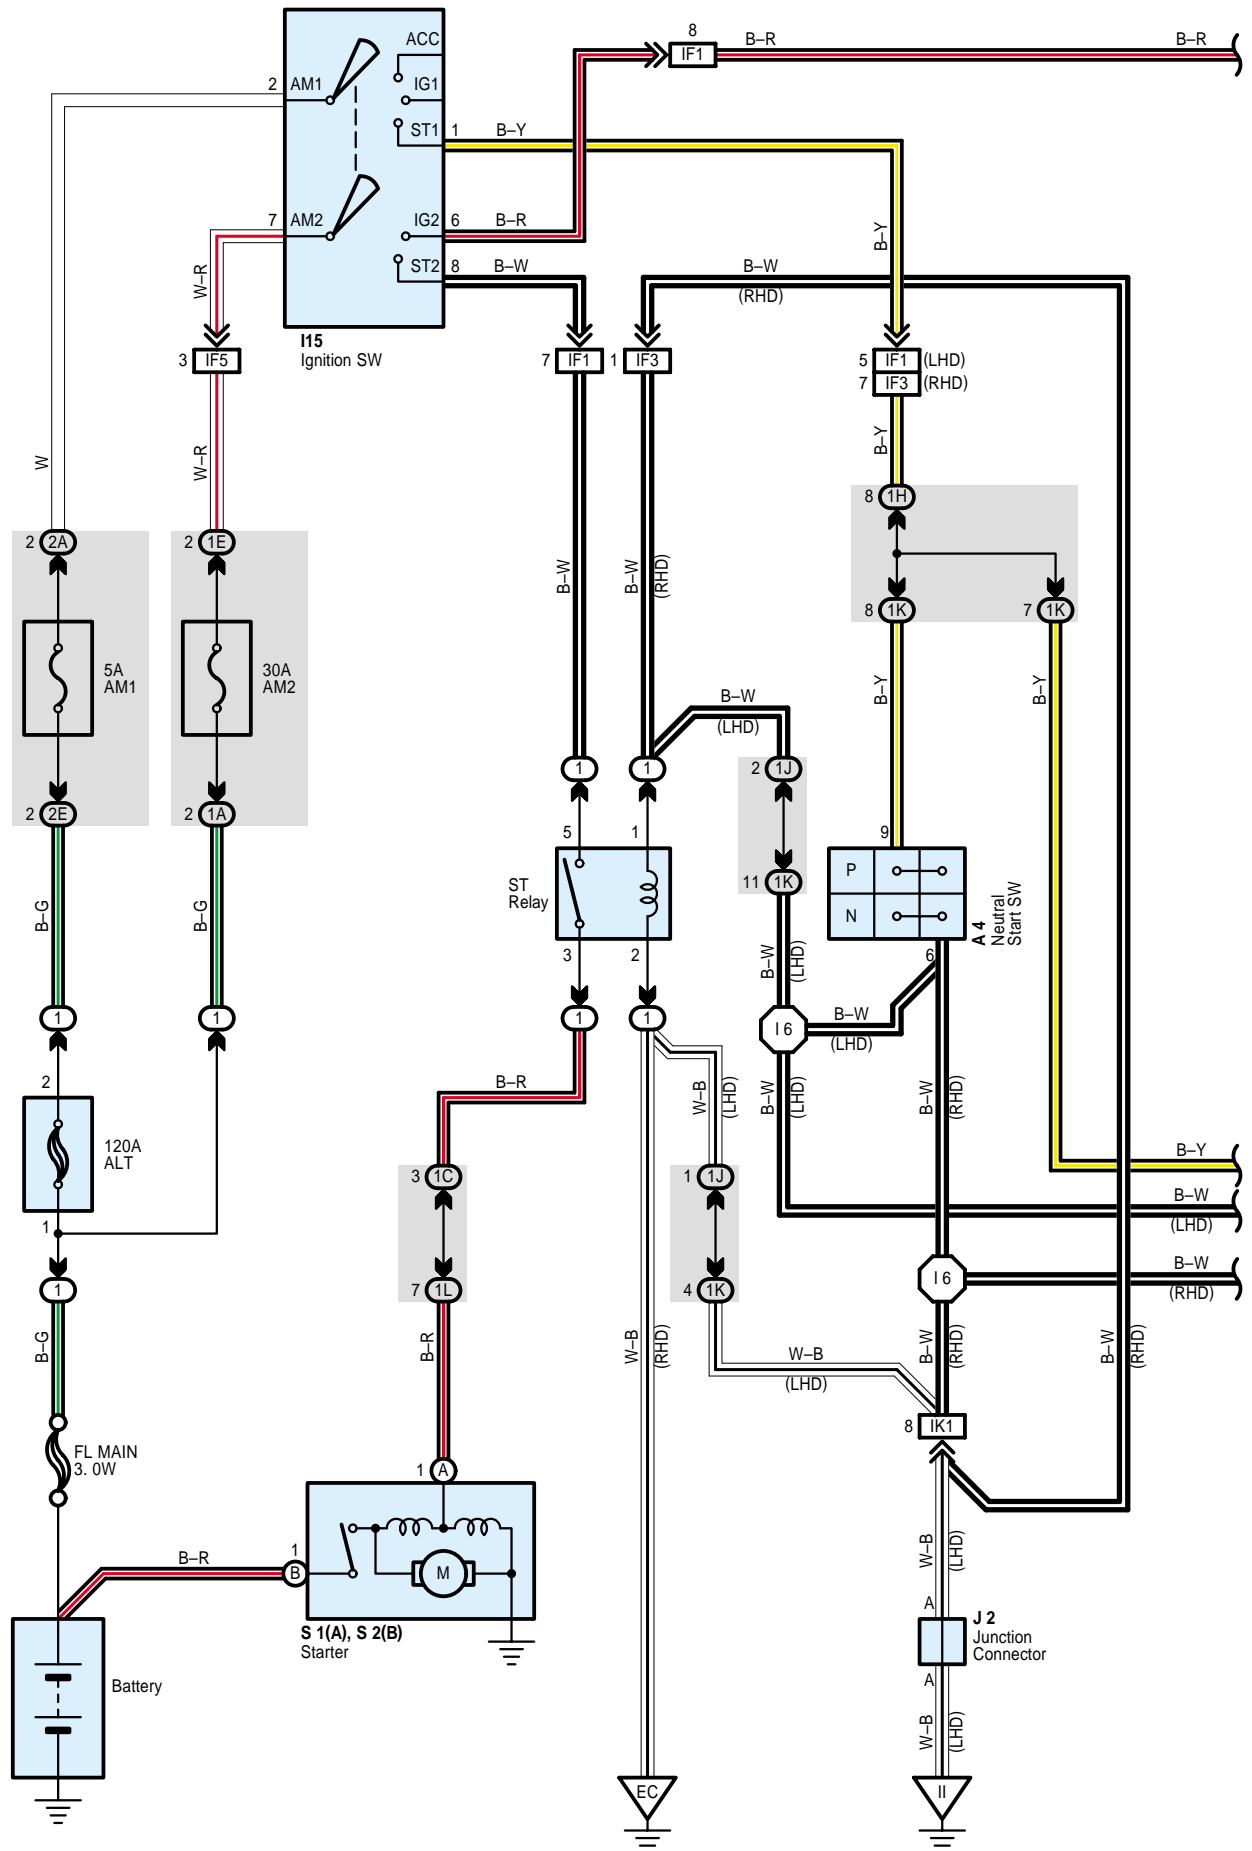 8
IF1
B–R
B–R
ACC
2
AM1
IG1
ST1
1
B–Y
7
AM2
IG2
6
B–R
B–Y
ST2
8
B–W
B–W
(RHD)
W–R
I15
Ignition SW
3
IF5
7
IF1
1
IF3
5
IF1
(LHD)
7
IF3
(RHD)
W
W–R
B–Y
8
1H
2
2A
2
1E
B–W
B–W
(RHD)
8
1K
7
1K
5A
AM1
30A
AM2
B–Y
B–Y
B–W
(LHD)
1
1
2
1J
2
2E
2
1A
5
1
9
P
N
ST
Relay
11
1K
A 4
Neutral
Start SW
B–G
B–G
3
2
B–W
(LHD)
6
1
1
1
1
I 6
B–W
(LHD)
2
B–R
W–B
(LHD)
B–W
(LHD)
B–W
(RHD)
120A
ALT
B–Y
3
1C
1
1J
B–W
(LHD)
1
1
7
1L
4
1K
I 6
B–W
(RHD)
B–G
B–R
W–B
(RHD)
W–B
(LHD)
B–W
(RHD)
B–W
(RHD)
8
IK1
FL MAIN
3. 0W
1
A
B–R
1
B
M
W–B
(LHD)
S 1(A), S 2(B)
Starter
A
J 2
Junction
Connector
A
Battery
W–B
(LHD)
EC
II